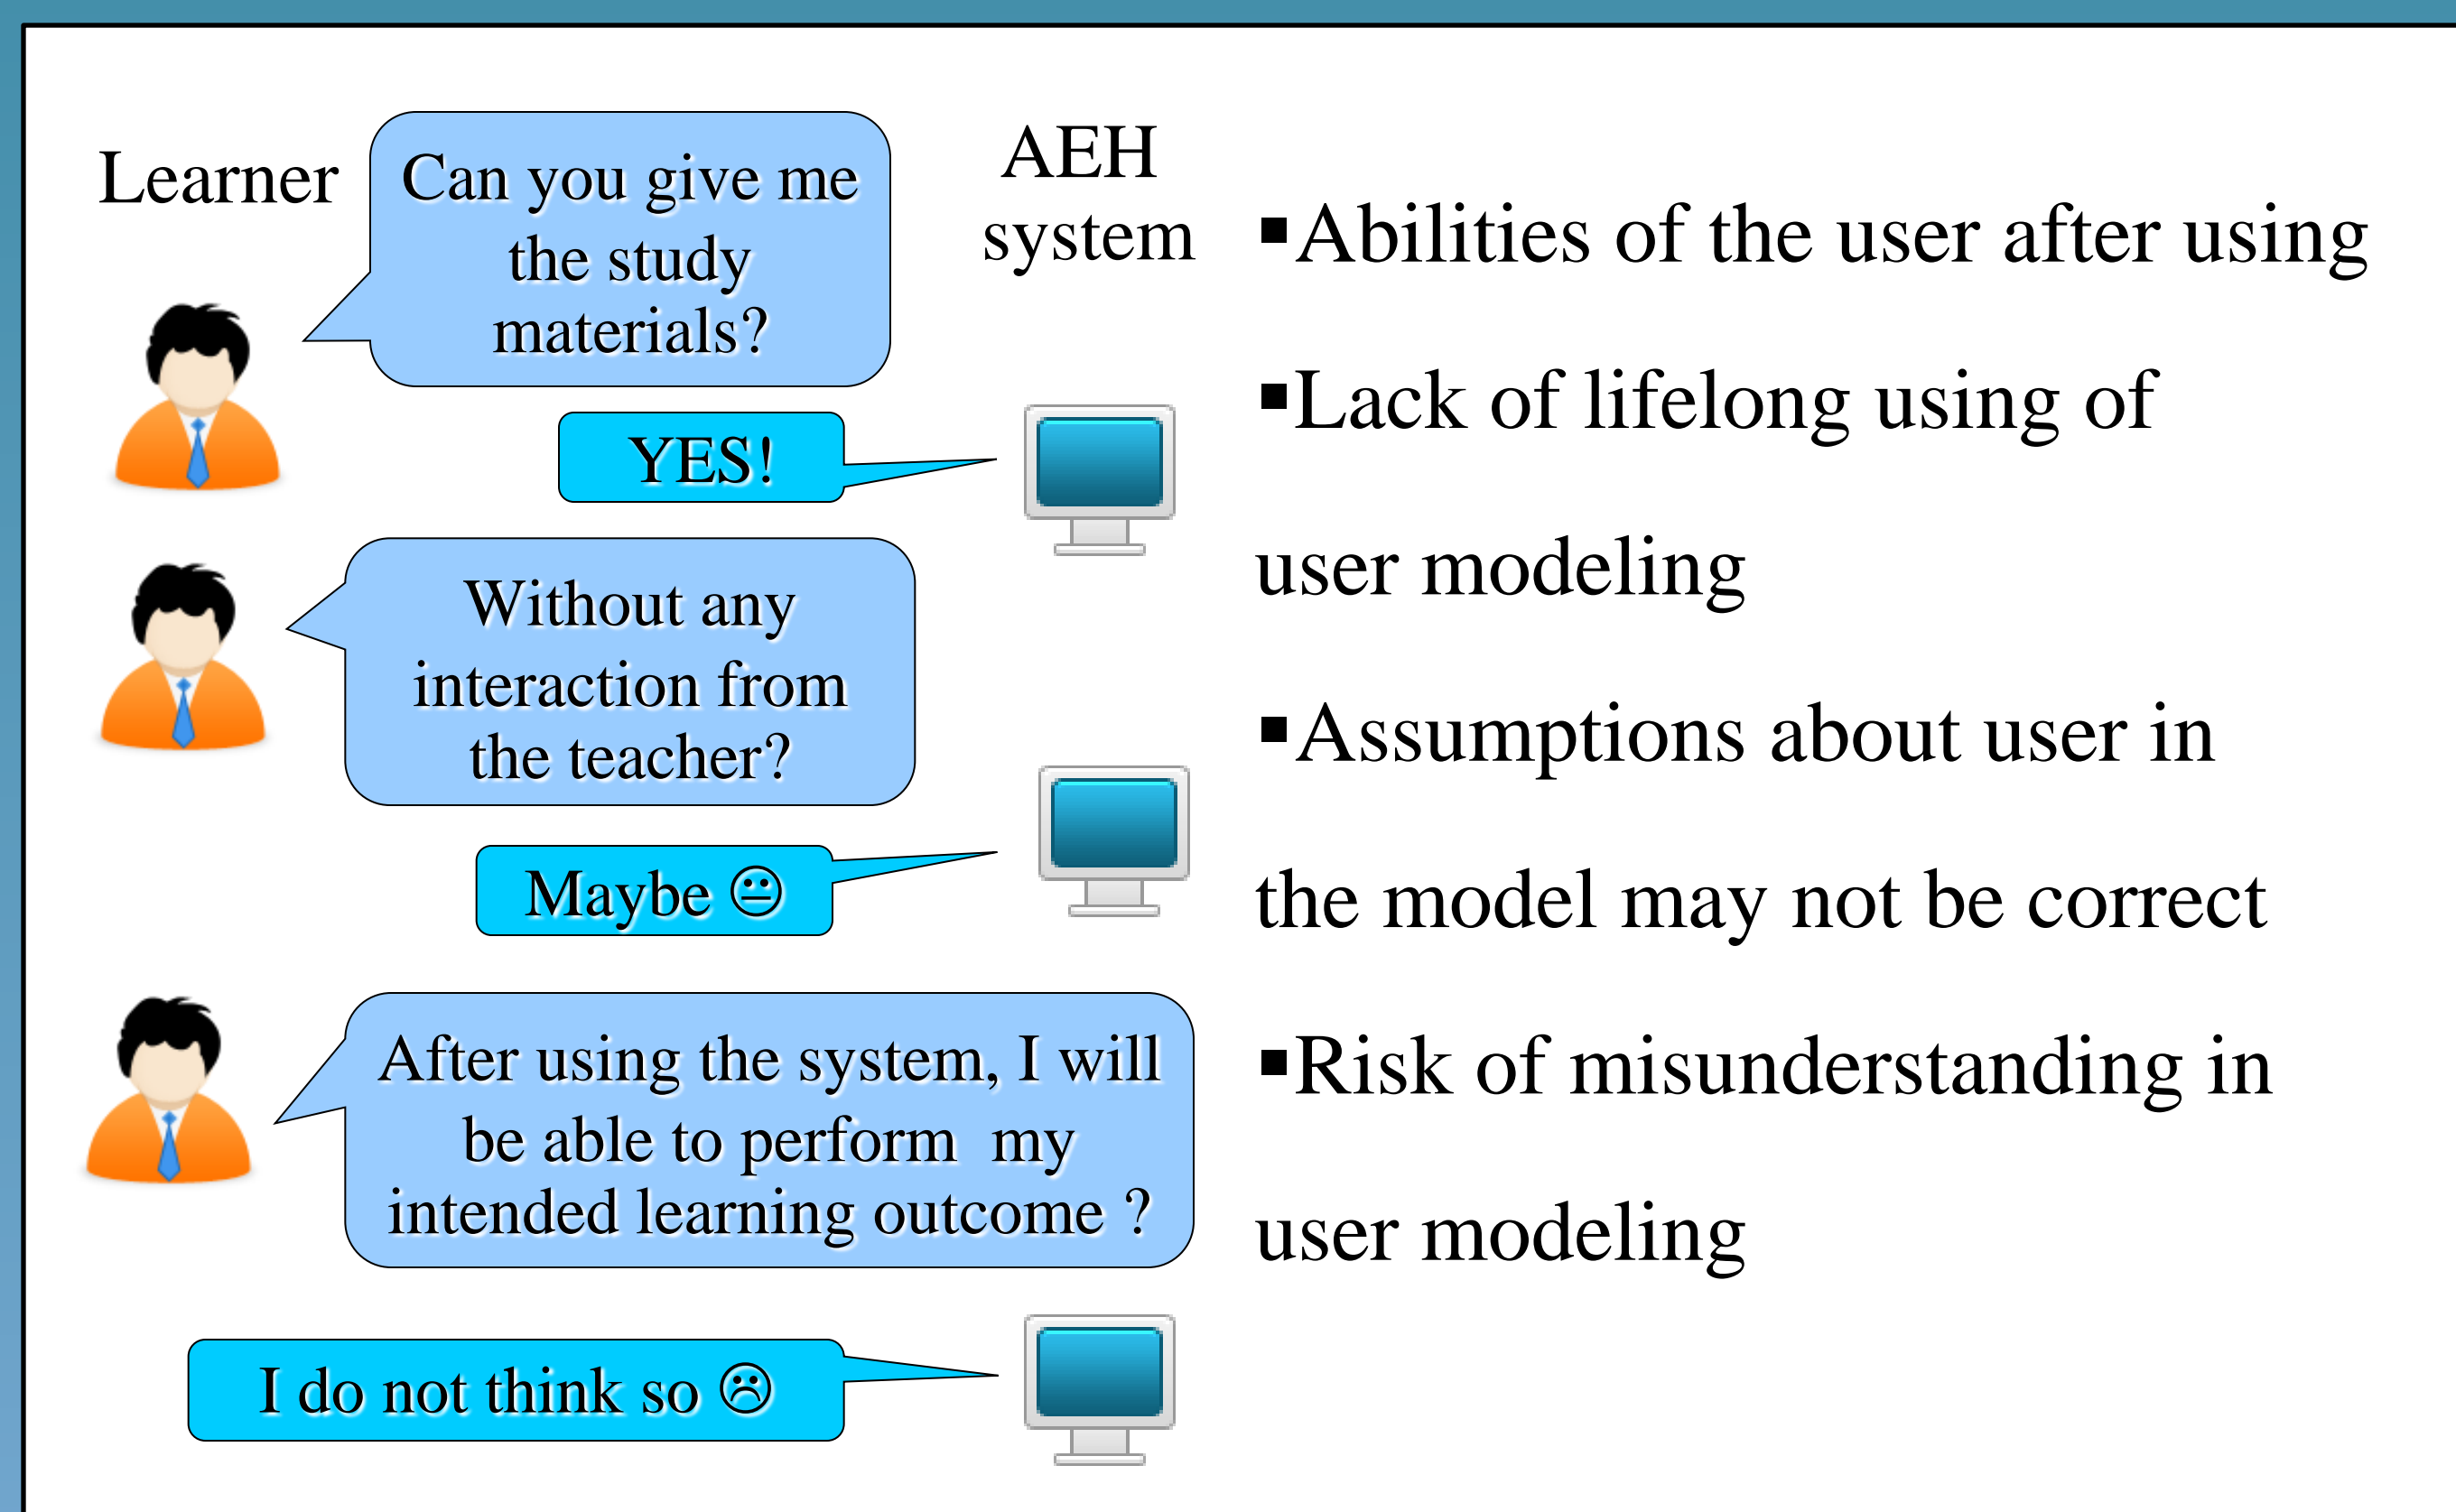 Learner
Can you give me
the study
materials?
AEH
system
YES!
Without any
interaction from
the teacher?
Maybe 😐
After using the system, I will
be able to perform  my
intended learning outcome ?
I do not think so ☹
▪Abilities of the user after using
▪Lack of lifelong using of
user modeling
▪Assumptions about user in
the model may not be correct
▪Risk of misunderstanding in
user modeling